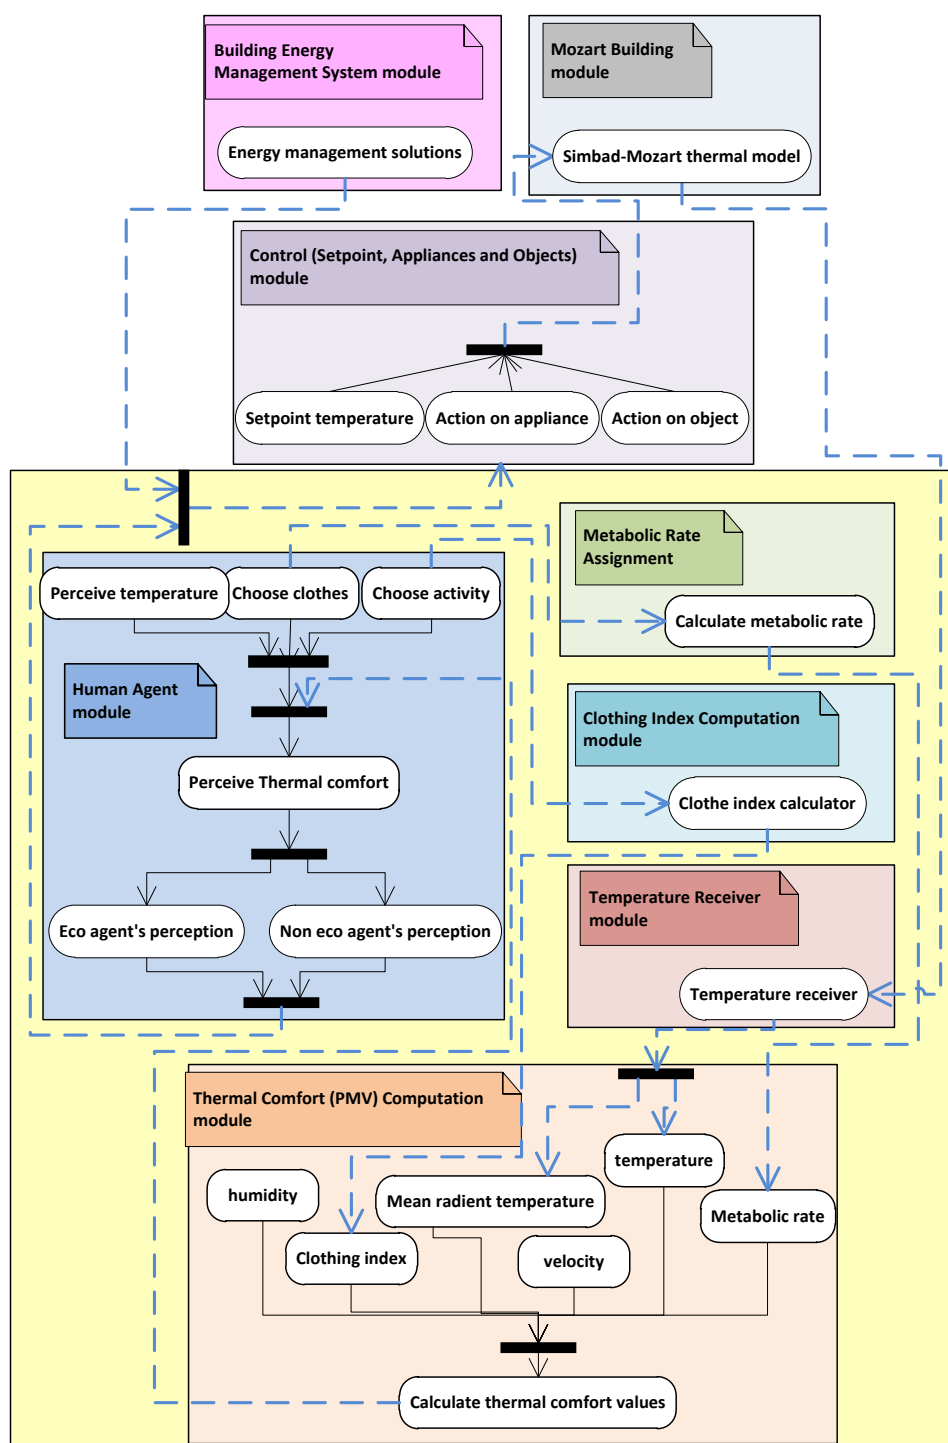 Building Energy
Management System module
Mozart Building
module
Energy management solutions
Simbad-Mozart thermal model
Control (Setpoint, Appliances and Objects)
module
Setpoint temperature
Action on appliance
Action on object
Metabolic Rate
Assignment
Perceive temperature
Choose clothes
Choose activity
Calculate metabolic rate
Human Agent
module
Clothing Index Computation
module
Perceive Thermal comfort
Clothe index calculator
Temperature Receiver
module
Eco agent's perception
Non eco agent's perception
Temperature receiver
Thermal Comfort (PMV) Computation
module
temperature
humidity
Mean radient temperature
Metabolic rate
Clothing index
velocity
Calculate thermal comfort values